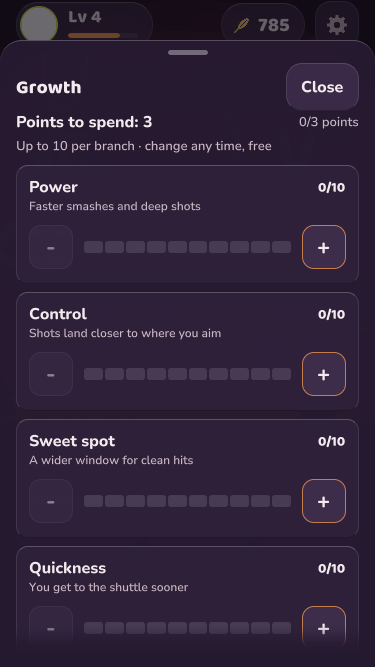 Lv 4
785
Growth
Close
Points to spend: 3
0/3 points
Up to 10 per branch · change any time, free
Power
0/10
Faster smashes and deep shots
-
+
Control
0/10
Shots land closer to where you aim
-
+
Sweet spot
0/10
A wider window for clean hits
-
+
Quickness
0/10
You get to the shuttle sooner
-
+